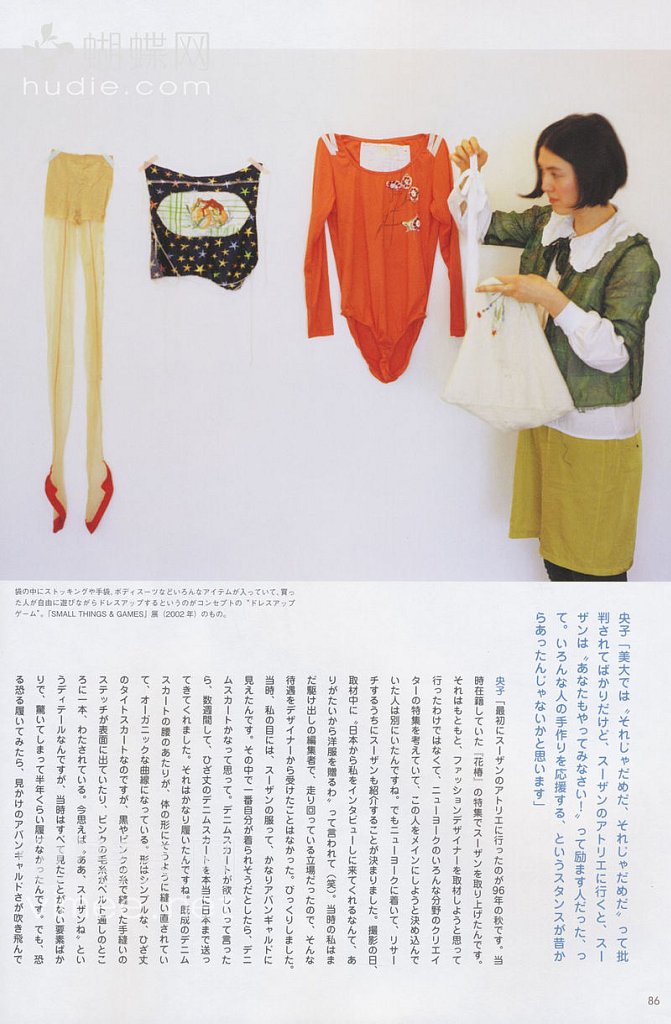 蝴蝶网
hudie.com
袋の中にストッキングや手袋、ボディスーツなどいろんなアイテムが入っていて、買っ
た人が自由に遊びながらドレスアップするというのがコンセプトの“ドレスアップ
ゲーム”。「SMALL THINGS & GAMES」展(2002年)のもの。
央子「美大では〝それじゃだめだ、それじゃだめだ〟って批
判されてばかりだけど、スーザンのアトリエに行くと、スー
ザンは〝あなたもやってみなさい!〟って励ます人だった、っ
て。いろんな人の手作りを応援する、というスタンスが昔か
らあったんじゃないかと思います」
央子「最初にスーザンのアトリエに行ったのが96年の秋です。当
時在籍していた『花椿』の特集でスーザンを取り上げたんです。
それはもともと、ファッションデザイナーを取材しようと思って
行ったわけではなくて、ニューヨークのいろんな分野のクリエイ
ターの特集を考えていて、この人をメインにしようと決め込んで
いた人は別にいたんですね。でもニューヨークに着いて、リサー
チするうちにスーザンも紹介することが決まりました。撮影の日、
取材中に〝日本から私をインタビューしに来てくれるなんて、あ
りがたいから洋服を贈るわ〟って言われて(笑)。当時の私はま
だ駆け出しの編集者で、走り回っている立場だったので、そんな
待遇をデザイナーから受けたことはなかった。びっくりしました。
当時、私の目には、スーザンの服って、かなりアバンギャルドに
見えたんです。その中で一番自分が着られそうだとしたら、デニ
ムスカートかなって思って。デニムスカートが欲しいって言った
ら、数週間して、ひざ丈のデニムスカートを本当に日本まで送っ
てきてくれました。それはかなり履いたんですね。既成のデニム
スカートの腰のあたりが、体の形にそうように縫い直されてい
て、オーガニックな曲線になっている。形はシンプルな、ひざ丈
のタイトスカートなのですが、黒やピンクの糸で縫った手縫いの
ステッチが表面に出ていたり、ピンクの毛糸がベルト通しのとこ
ろに一本、わたされている。今思えば〝ああ、スーザンね〟とい
うディテールなんですが、当時はすべて見たことがない要素ばか
りで、驚いてしまって半年くらい履けなかったんです。でも、恐
る恐る履いてみたら、見かけのアバンギャルドさが吹き飛んで
86